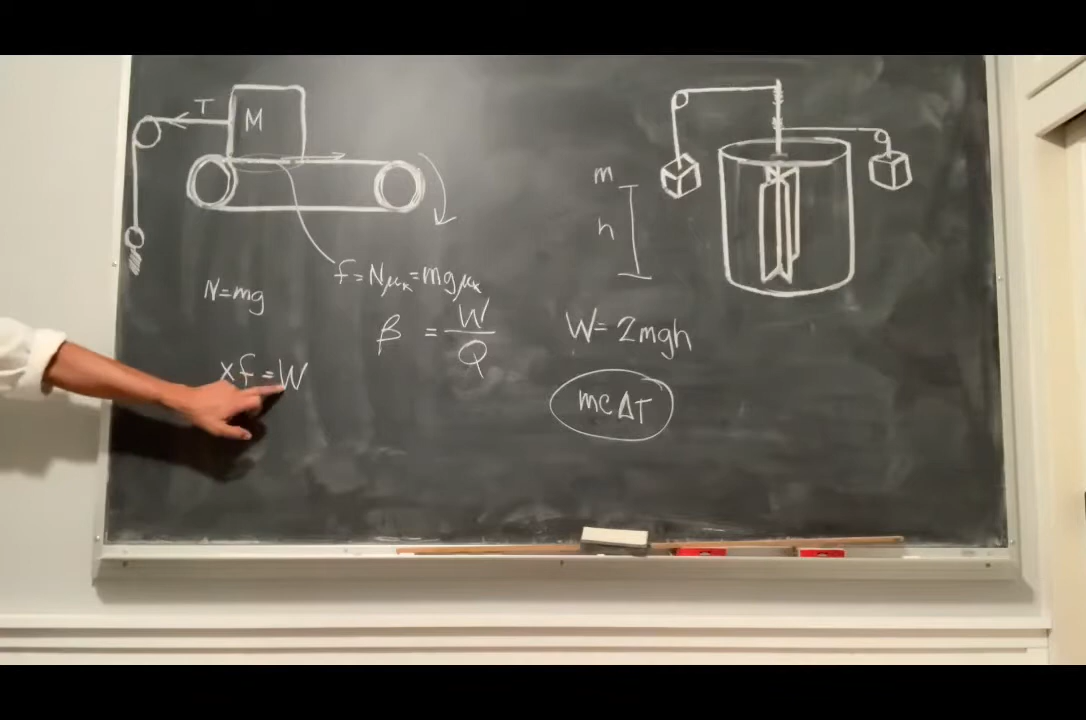 T
M
f=Nμₖ=mgμₖ
N=mg
β = W/Q
xf=W
m
h
W=2mgh
mcΔT